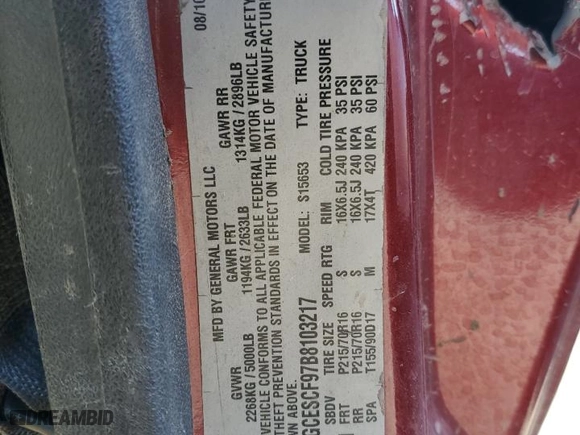 08/10
MFD BY GENERAL MOTORS LLC
GVWR GAWR FRT GAWR RR
2268KG / 5000LB 1194KG / 2633LB 1314KG / 2896LB
VEHICLE CONFORMS TO ALL APPLICABLE FEDERAL MOTOR VEHICLE SAFETY
THEFT PREVENTION STANDARDS IN EFFECT ON THE DATE OF MANUFACTURE
OWN ABOVE.
GCESCF97B8103217 MODEL: S15653 TYPE: TRUCK
SBDV TIRE SIZE SPEED RTG RIM COLD TIRE PRESSURE
FRT P215/70R16 S 16X6.5J 240 KPA 35 PSI
RR P215/70R16 S 16X6.5J 240 KPA 35 PSI
SPA T155/90D17 M 17X4T 420 KPA 60 PSI
DREAMBID